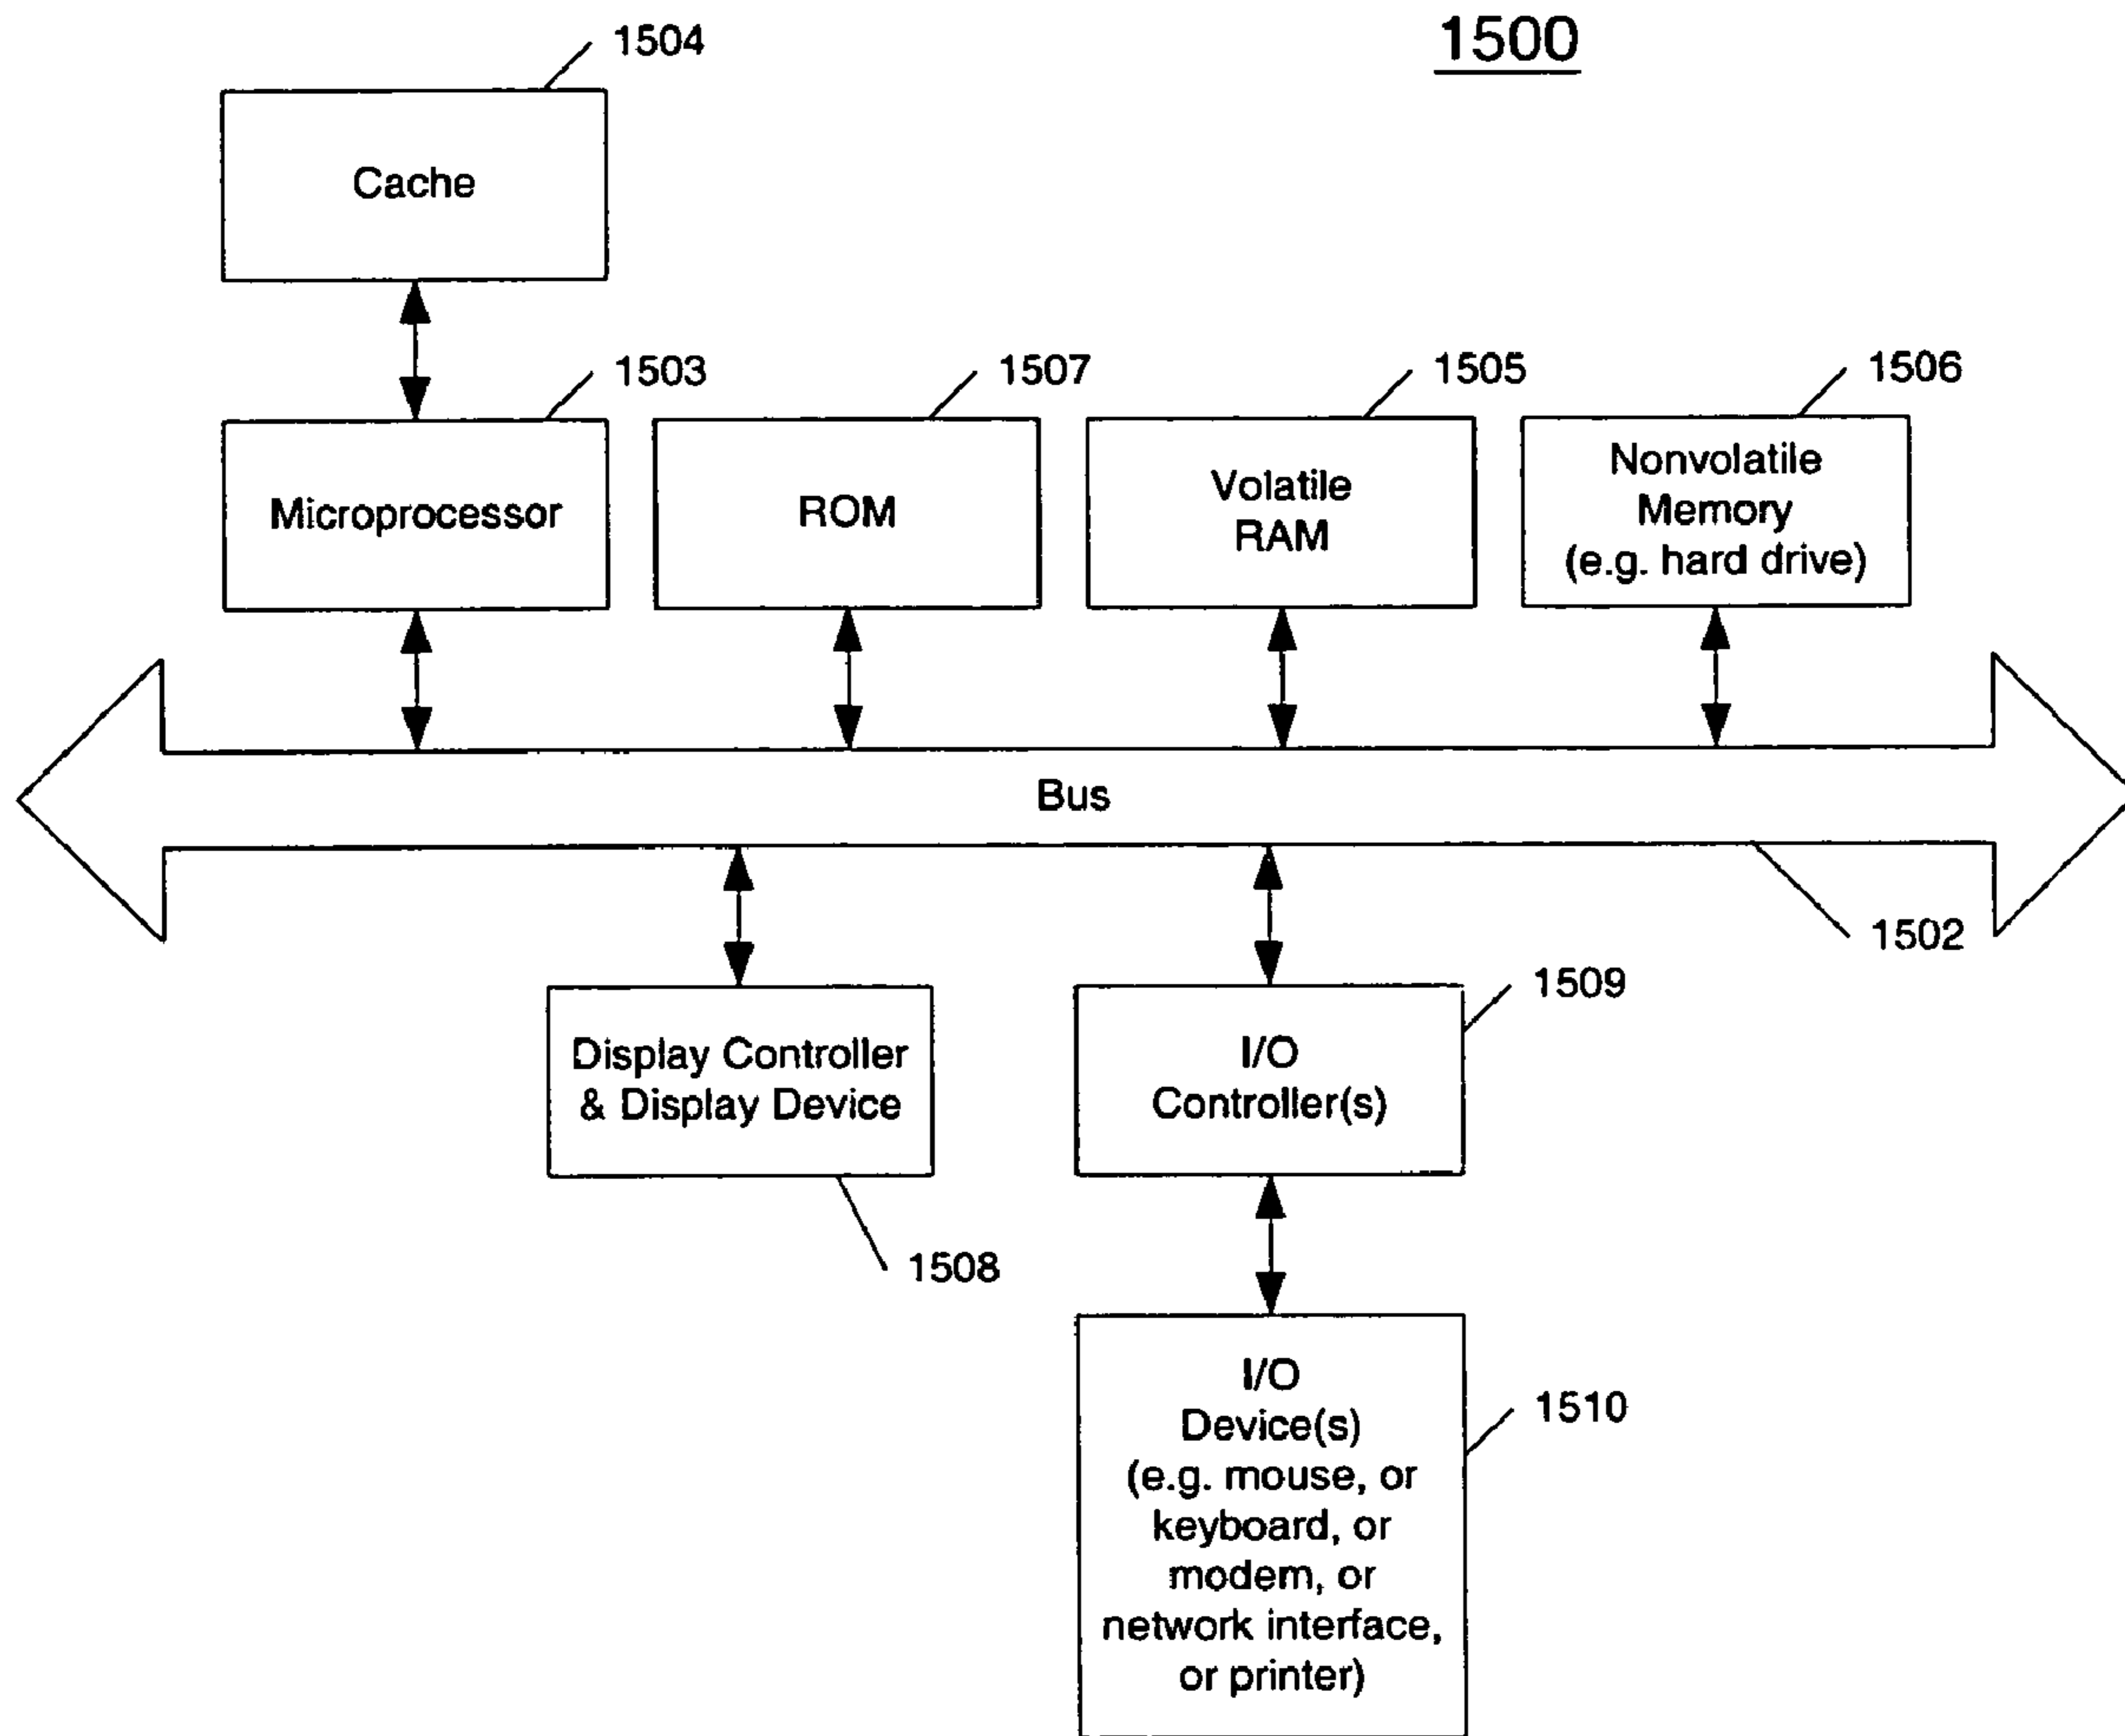 1500
1504
Cache
1503
1507
1505
1506
Microprocessor
ROM
Volatile
RAM
Nonvolatile
Memory
(e.g. hard drive)
Bus
1502
1509
Display Controller
& Display Device
I/O
Controller(s)
1508
I/O
Device(s)
(e.g. mouse, or
keyboard, or
modem, or
network interface,
or printer)
1510